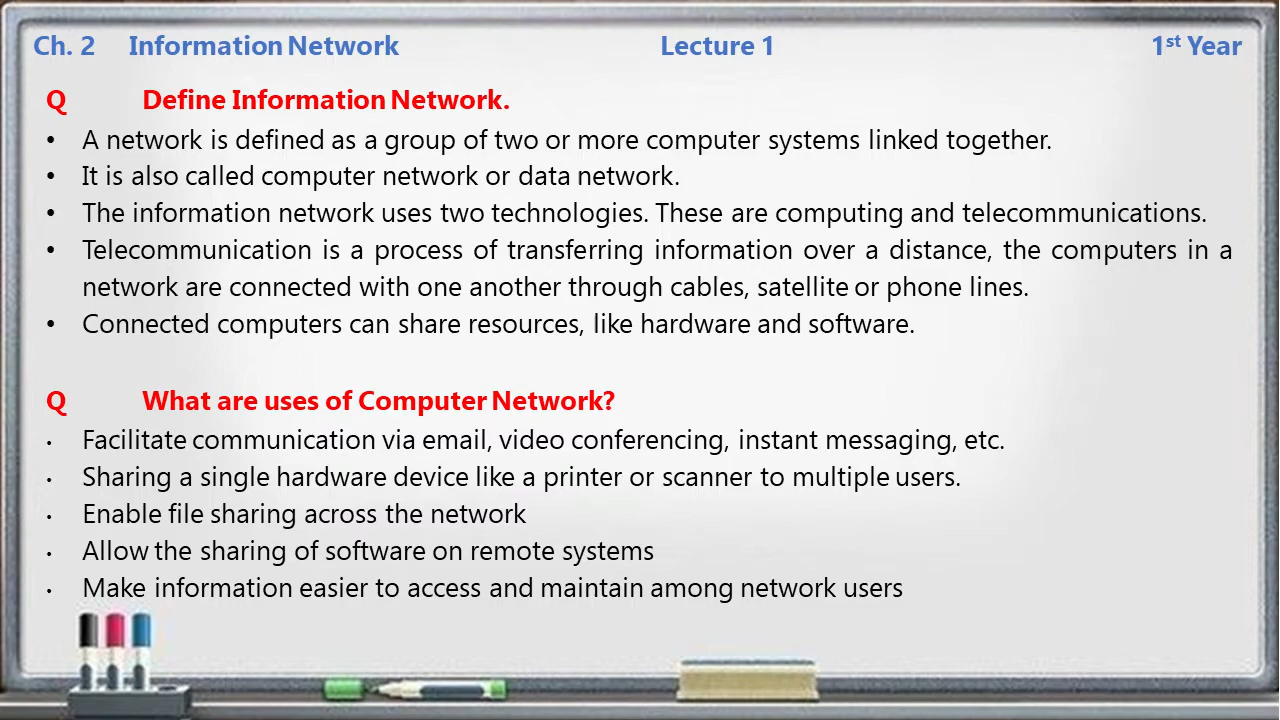 Ch. 2 Information Network Lecture 1 1st Year
Q Define Information Network.
• A network is defined as a group of two or more computer systems linked together.
• It is also called computer network or data network.
• The information network uses two technologies. These are computing and telecommunications.
• Telecommunication is a process of transferring information over a distance, the computers in a
network are connected with one another through cables, satellite or phone lines.
• Connected computers can share resources, like hardware and software.
Q What are uses of Computer Network?
• Facilitate communication via email, video conferencing, instant messaging, etc.
• Sharing a single hardware device like a printer or scanner to multiple users.
• Enable file sharing across the network
• Allow the sharing of software on remote systems
• Make information easier to access and maintain among network users